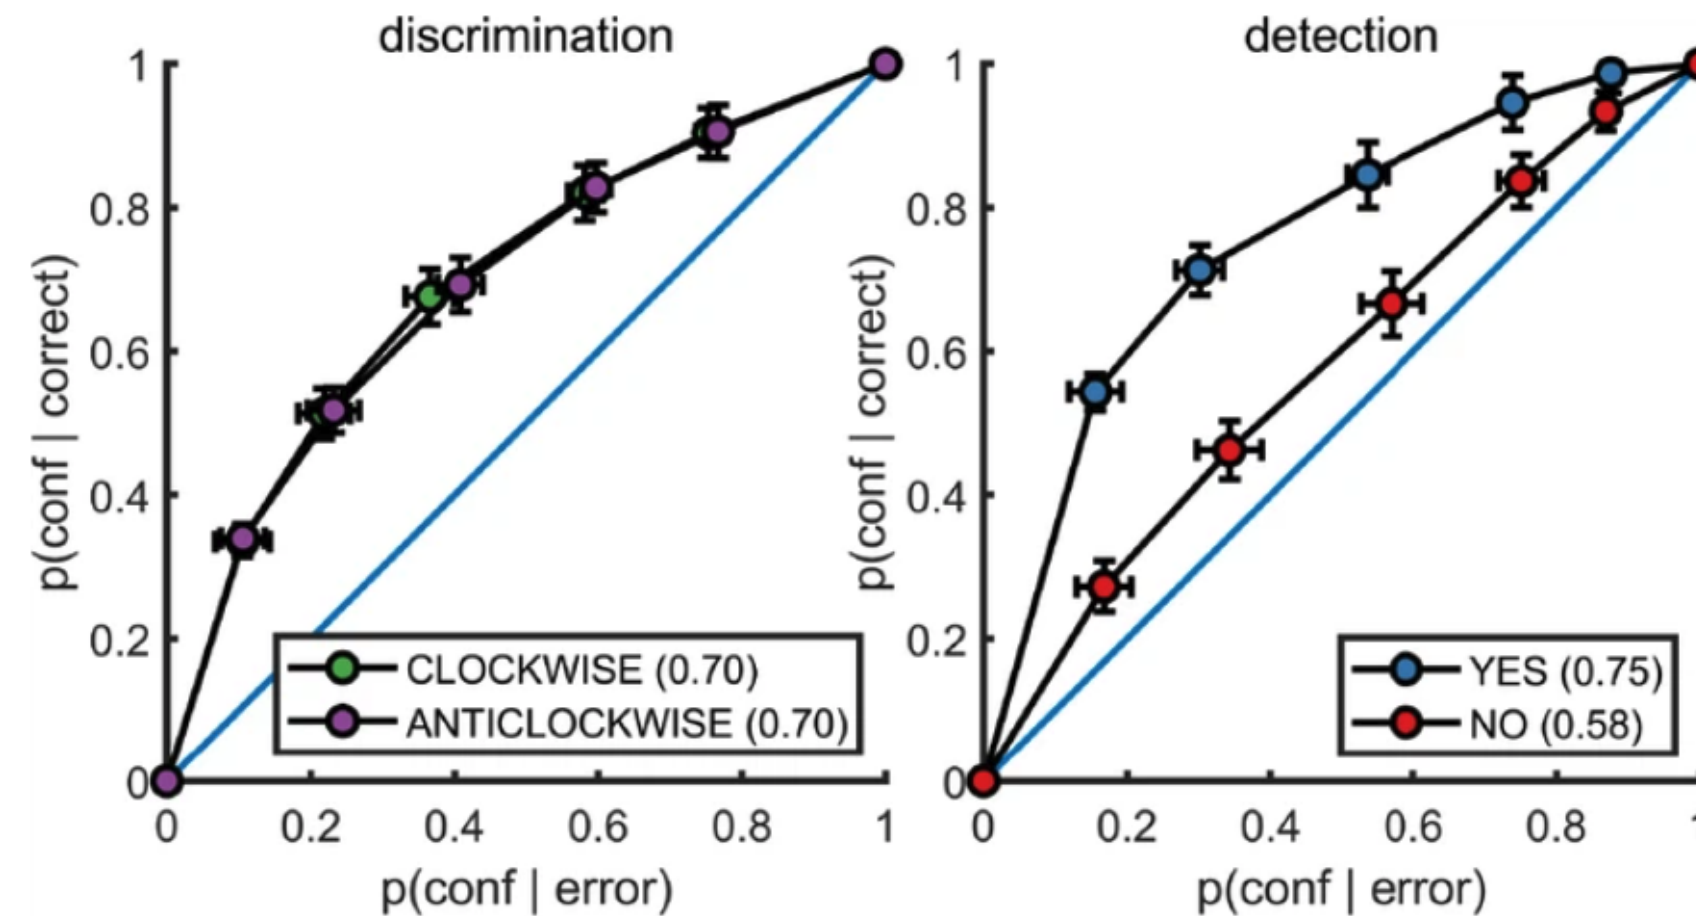 discrimination
1
0.8
0.6
0.4
0.2
0
p(conf | correct)
CLOCKWISE (0.70)
ANTICLOCKWISE (0.70)
0 0.2 0.4 0.6 0.8 1
p(conf | error)
detection
1
0.8
0.6
0.4
0.2
0
p(conf | correct)
YES (0.75)
NO (0.58)
0 0.2 0.4 0.6 0.8
p(conf | error)